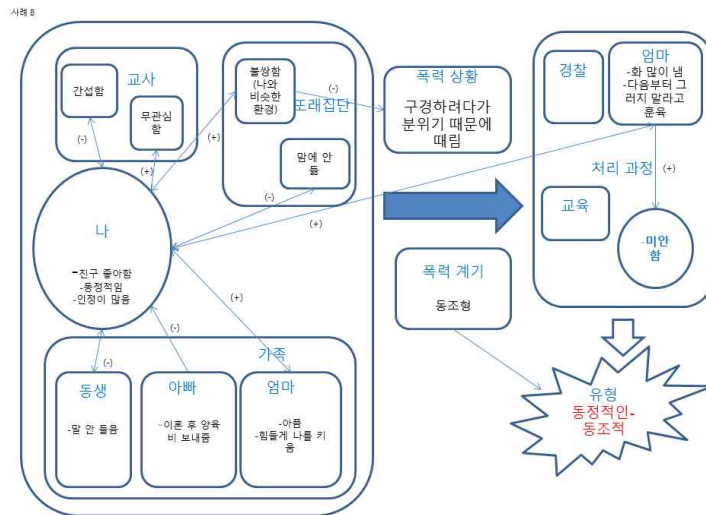 사례 B
교사
간섭함
무관심
함
(-)
(+)
불쌍함
(나와
비슷한
환경)
또래집단
맘에 안
듦
(-)
(+)
(-)
폭력 상황
구경하려다가
분위기 때문에
때림
경찰
엄마
-화 많이 냄
-다음부터 그
러지 말라고
훈육
처리 과정
(+)
교육
-미안
함
(+)
나
-친구 좋아함
-동정적임
-인정이 많음
폭력 계기
동조형
(+)
(-)
(-)
가족
동생
-말 안 들음
아빠
-이혼 후 양육
비 보내줌
엄마
-아픔
-힘들게 나를 키
움
유형
동정적인-
동조적